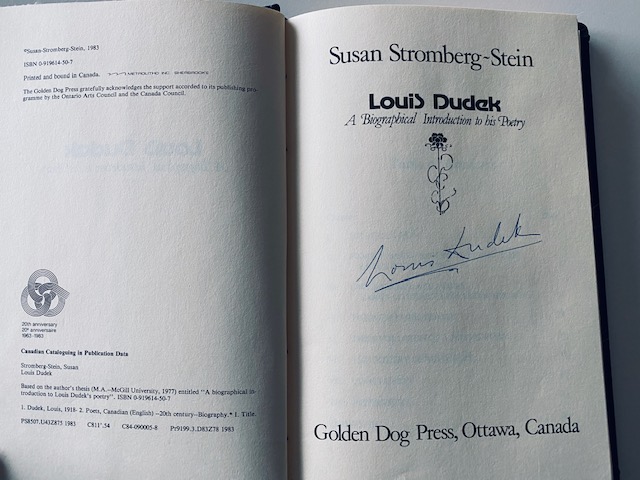 *Susan-Stromberg-Stein, 1983
ISBN 0-919614-50-7
Printed and bound in Canada. METROLITHO INC. SHERBROOKE
The Golden Dog Press gratefully acknowledges the support accorded to its publishing pro-
gramme by the Ontario Arts Council and the Canada Council.
20th anniversary
20e anniversaire
1963-1983
Canadian Cataloguing in Publication Data
Stromberg-Stein, Susan
Louis Dudek
Based on the author's thesis (M.A.-McGill University, 1977) entitled "A biographical in-
troduction to Louis Dudek's poetry". ISBN 0-919614-50-7
1. Dudek, Louis, 1918- 2. Poets, Canadian (English) -20th century--Biography.* I. Title.
PS8507.U43Z875 1983 C811'.54 C84-090005-8 Pr9199.3.D83Z78 1983
Susan Stromberg-Stein
Louis Dudek
A Biographical Introduction to his Poetry
Louis Dudek
Golden Dog Press, Ottawa, Canada